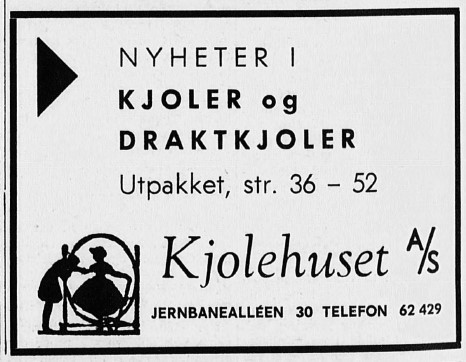 NYHETER I
KJOLER og
DRAKTKJOLER
Utpakket, str. 36 – 52
Kjolehuset A/S
JERNBANEALLÉEN 30 TELEFON 62 429